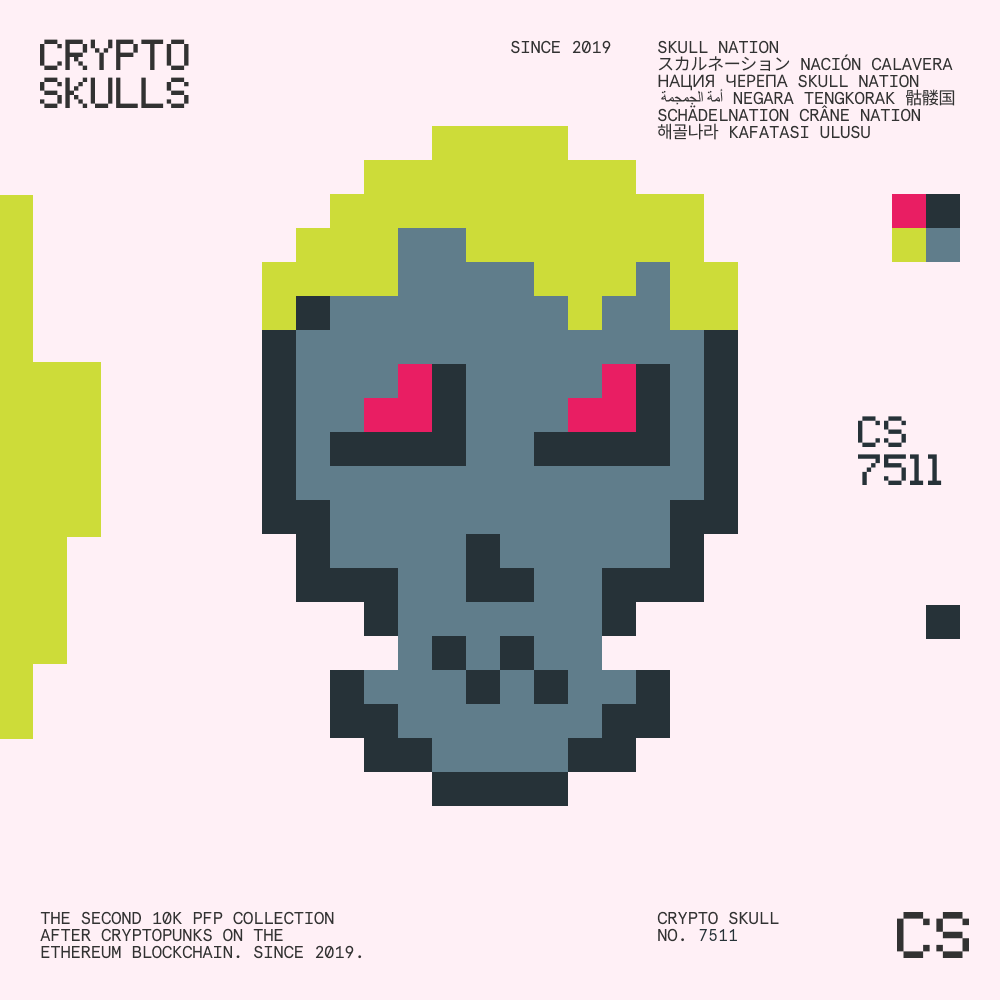 CRYPTO
SKULLS
SINCE 2019
SKULL NATION
スカルネーション NACIÓN CALAVERA
НАЦИЯ ЧЕРЕПА SKULL NATION
أمة الجمجمة NEGARA TENGKORAK 骷髅国
SCHÄDELNATION CRÂNE NATION
해골나라 KAFATASI ULUSU
CS
7511
THE SECOND 10K PFP COLLECTION
AFTER CRYPTOPUNKS ON THE
ETHEREUM BLOCKCHAIN. SINCE 2019.
CRYPTO SKULL
NO. 7511
CS